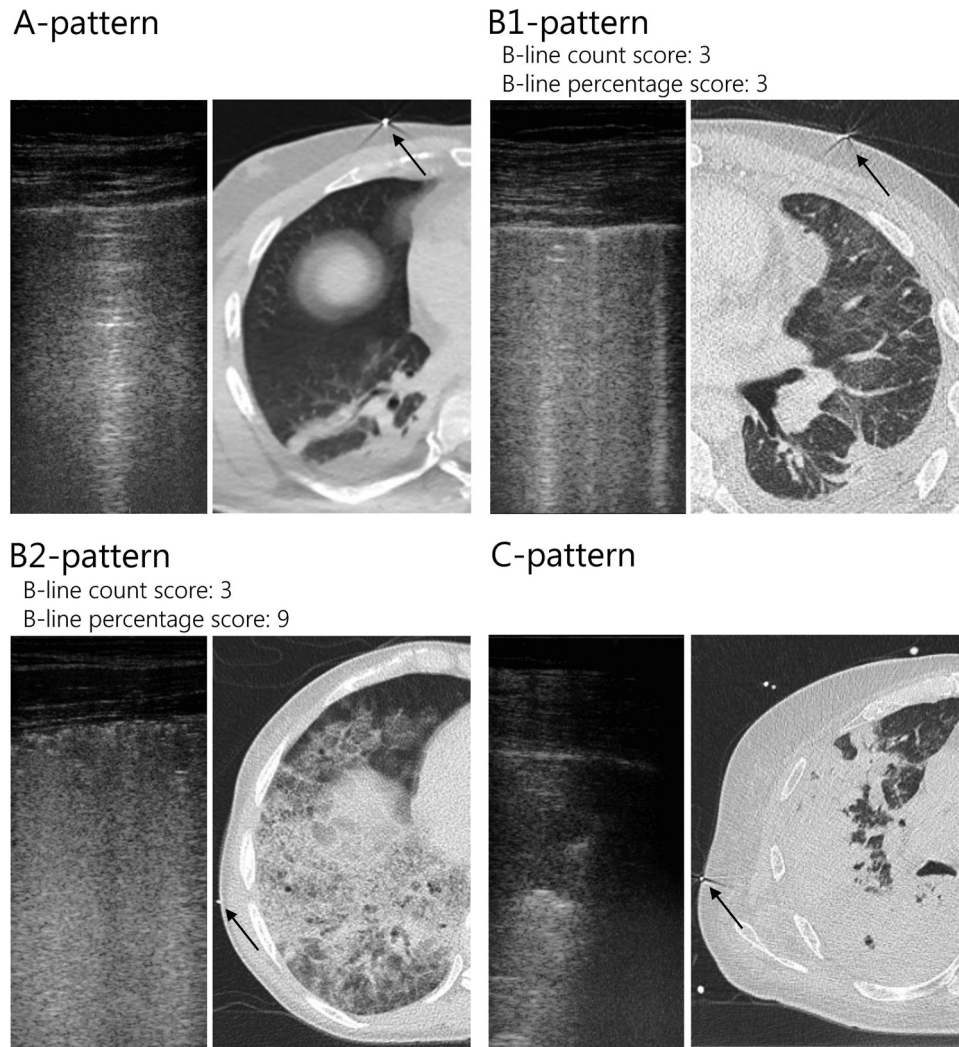 A-pattern
B1-pattern
B-line count score: 3
B-line percentage score: 3
B2-pattern
B-line count score: 3
B-line percentage score: 9
C-pattern